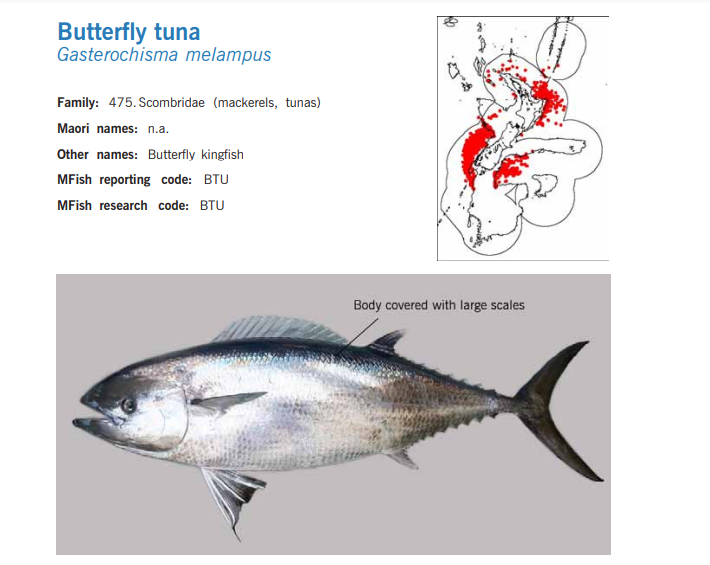 Butterfly tuna
Gasterochisma melampus
Family: 475. Scombridae (mackerels, tunas)
Maori names: n.a.
Other names: Butterfly kingfish
MFish reporting code: BTU
MFish research code: BTU
Body covered with large scales